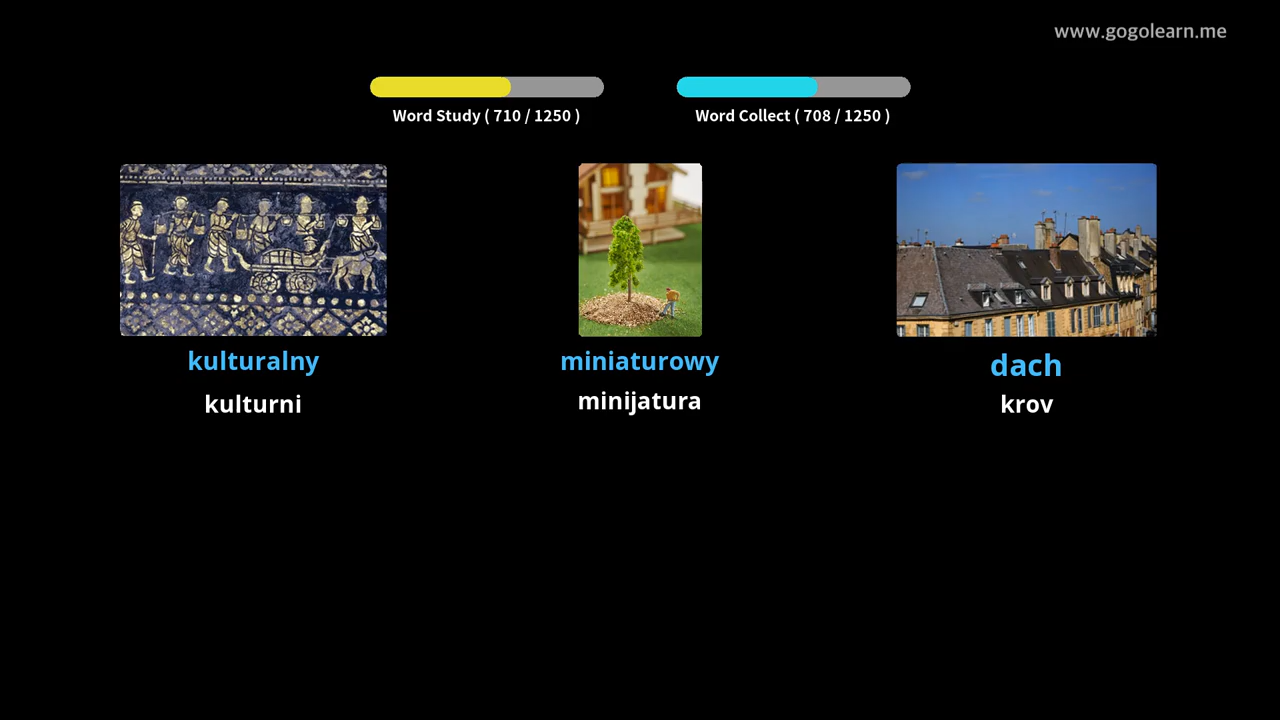 www.gogolearn.me
Word Study ( 710 / 1250 )
Word Collect ( 708 / 1250 )
kulturalny
kulturni
miniaturowy
minijatura
dach
krov